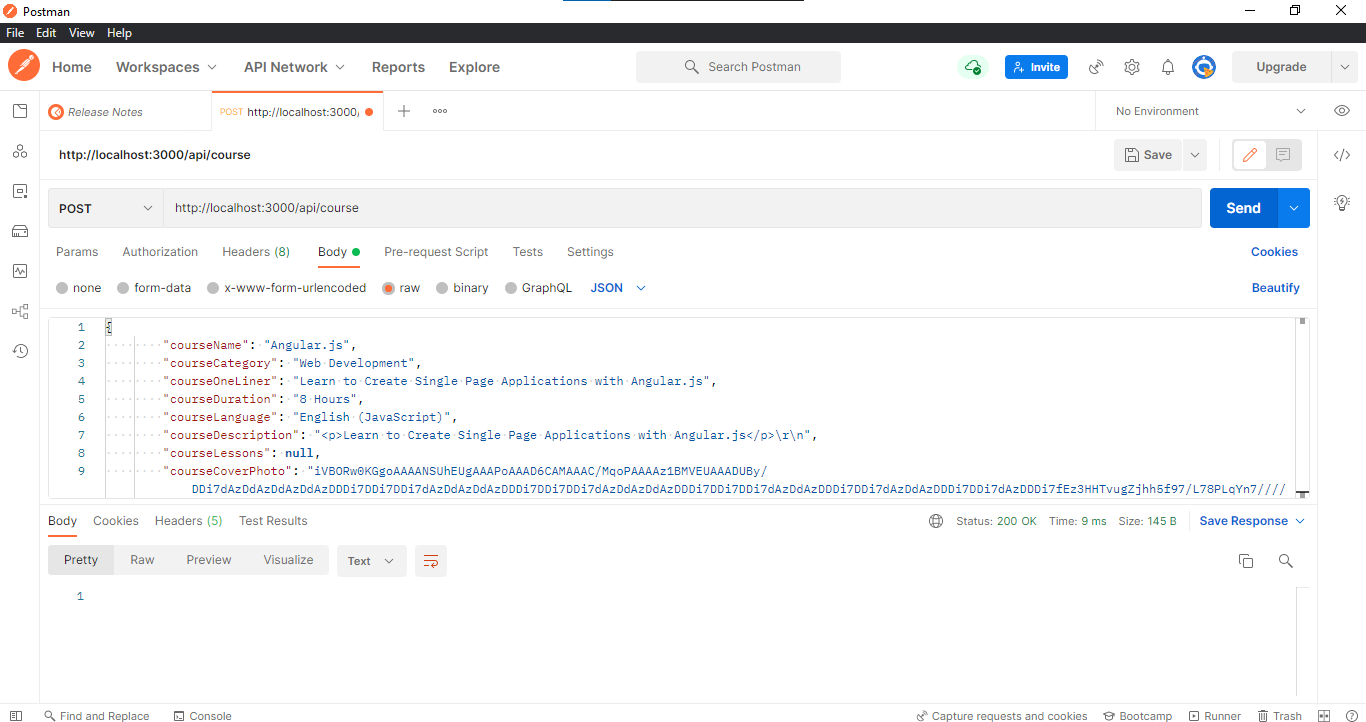 Postman
File Edit View Help
Home Workspaces API Network Reports Explore Search Postman Invite Upgrade
Release Notes POST http://localhost:3000/ No Environment
http://localhost:3000/api/course Save
POST http://localhost:3000/api/course Send
Params Authorization Headers (8) Body Pre-request Script Tests Settings Cookies
none form-data x-www-form-urlencoded raw binary GraphQL JSON Beautify
1 {
2 "courseName": "Angular.js",
3 "courseCategory": "Web Development",
4 "courseOneLiner": "Learn to Create Single Page Applications with Angular.js",
5 "courseDuration": "8 Hours",
6 "courseLanguage": "English (JavaScript)",
7 "courseDescription": "<p>Learn to Create Single Page Applications with Angular.js</p>\r\n",
8 "courseLessons": null,
9 "courseCoverPhoto": "iVBORw0KGgoAAAANSUhEUgAAAPoAAAD6CAMAAAC/MqoPAAAAz1BMVEUAAADUBy/
DDi7dAzDdAzDdAzDdAzDDDi7DDi7DDi7dAzDdAzDdAzDDDi7DDi7DDi7dAzDdAzDdAzDDDi7DDi7DDi7dAzDdAzDDDi7DDi7dAzDdAzDDDi7DDi7dAzDDDi7fEz3HHTvugZjhh5f97/L78PLqYn7////
Body Cookies Headers (5) Test Results Status: 200 OK Time: 9 ms Size: 145 B Save Response
Pretty Raw Preview Visualize Text
1
Find and Replace Console Capture requests and cookies Bootcamp Runner Trash